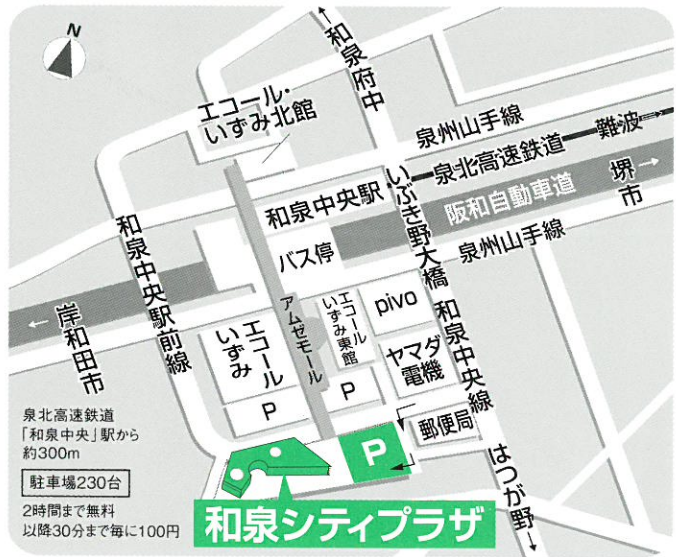 N
和泉府中
エコール・
いずみ北館
泉州山手線
難波
泉北高速鉄道
和泉中央駅
いぶき野大橋
阪和自動車道
堺市
泉州山手線
バス停
和泉中央駅前線
アムゼモール
エコール
いずみ東館
pivo
和泉中央線
岸和田市
エコール
いずみ
ヤマダ
電機
P
P
郵便局
はつが野
P
泉北高速鉄道
「和泉中央」駅から
約300m
駐車場230台
2時間まで無料
以降30分まで毎に100円
和泉シティプラザ